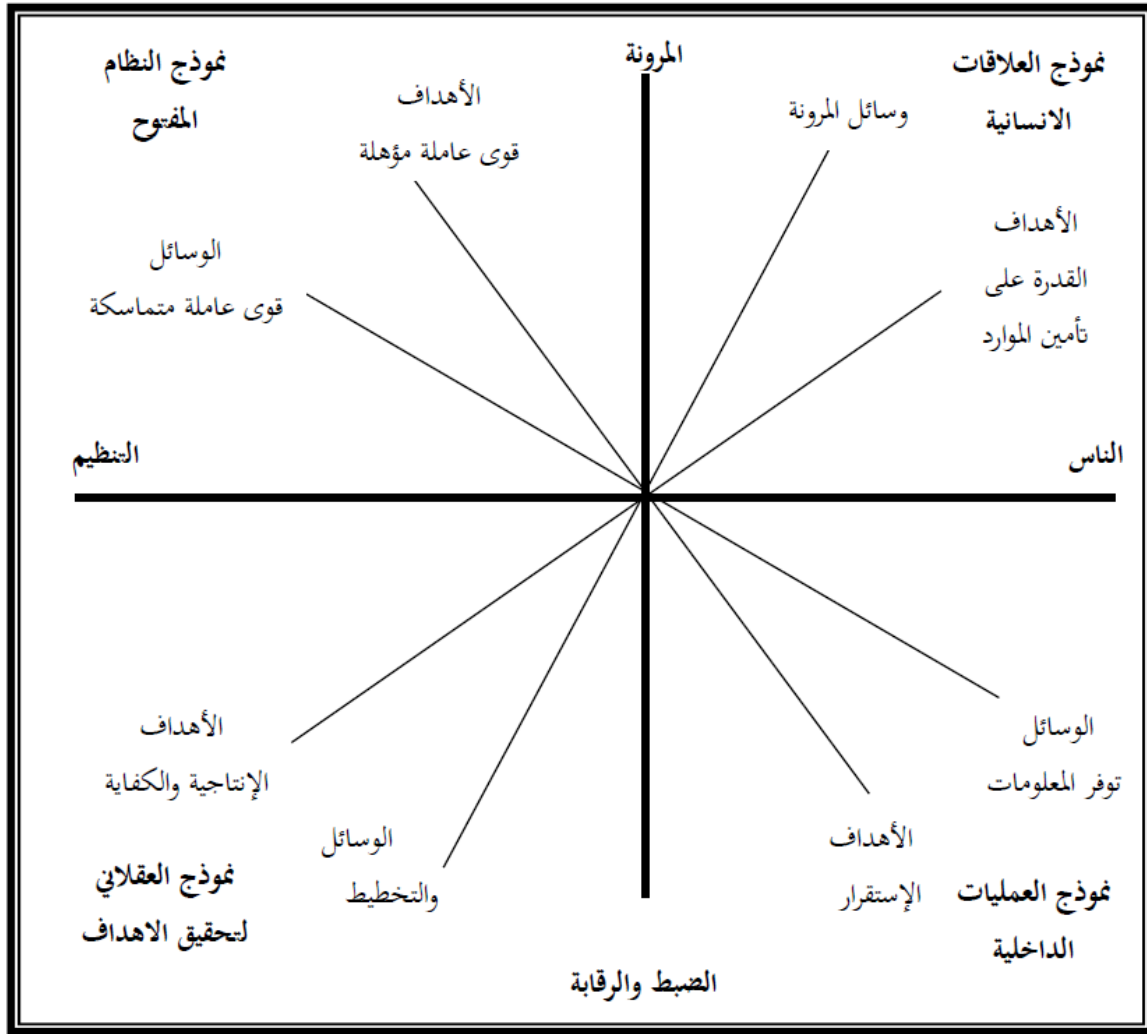 المرونة
نموذج العلاقات
الانسانية
وسائل المرونة
الأهداف
القدرة على
تأمين الموارد
نموذج النظام
المفتوح
الأهداف
قوى عاملة مؤهلة
الوسائل
قوى عاملة متماسكة
الناس
التنظيم
الوسائل
توفر المعلومات
الأهداف
الإستقرار
نموذج العمليات
الداخلية
الأهداف
الإنتاجية والكفاية
الوسائل
والتخطيط
نموذج العقلاني
لتحقيق الاهداف
الضبط والرقابة